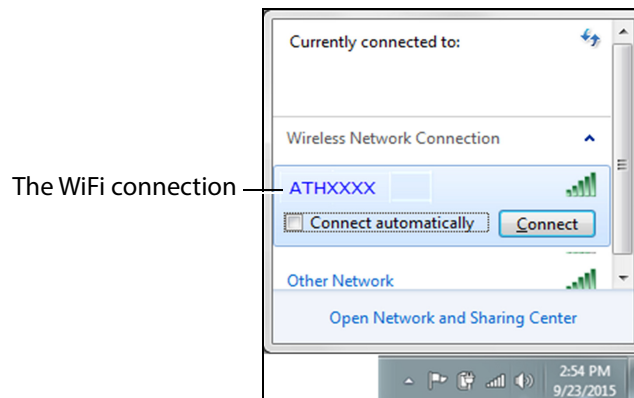 Currently connected to:
Wireless Network Connection
The WiFi connection
ATHXXXX
Connect automatically
Connect
Other Network
Open Network and Sharing Center
2:54 PM
9/23/2015